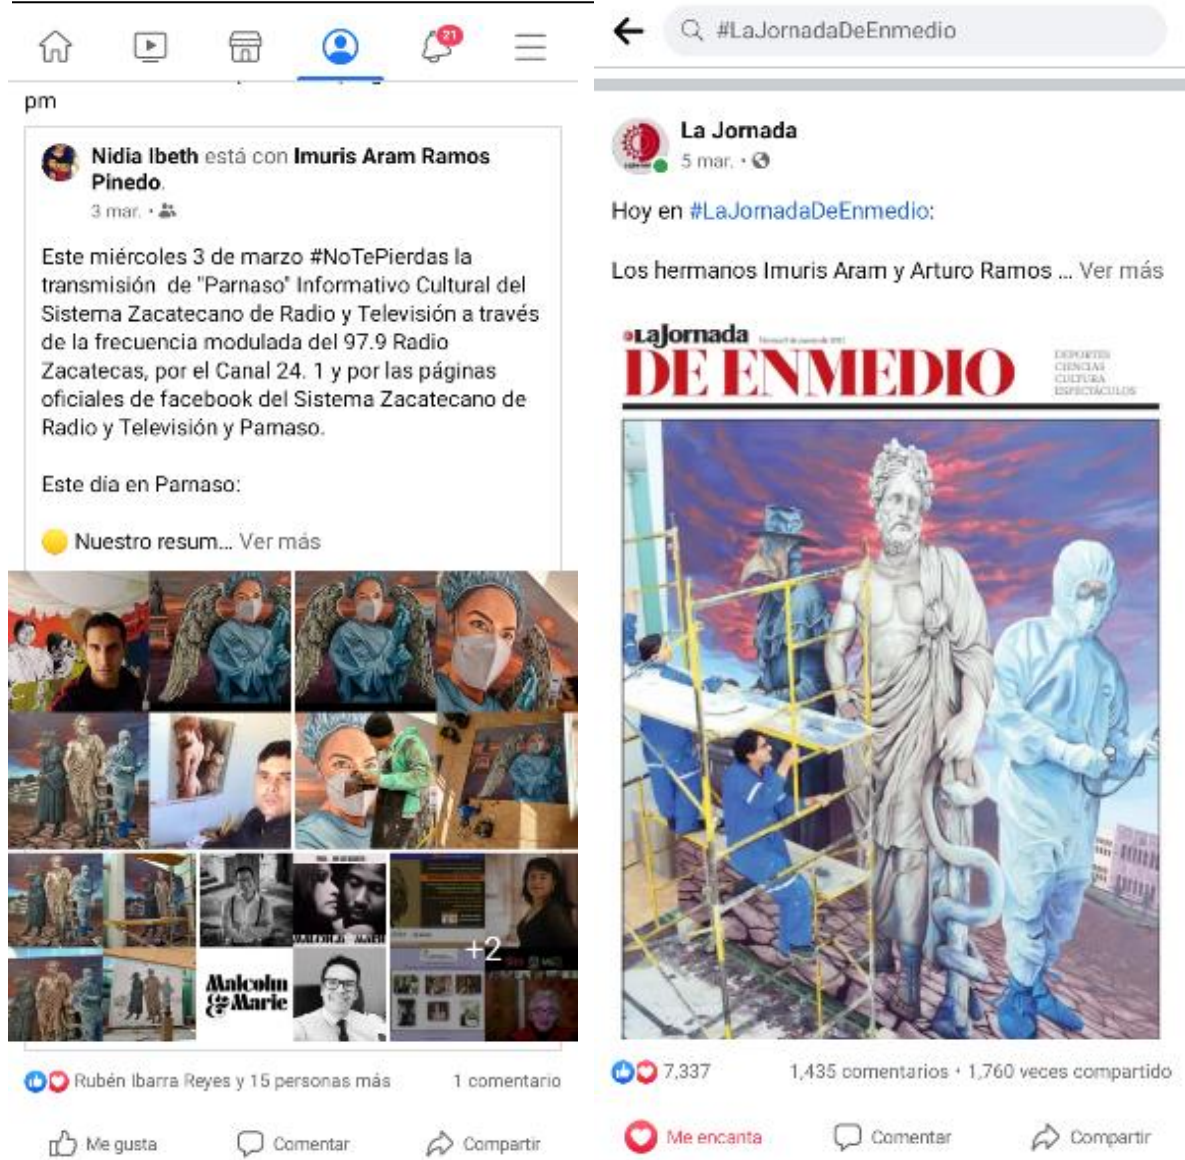 21
pm
Nidia Ibeth está con Imuris Aram Ramos
Pinedo.
3 mar. ·
Este miércoles 3 de marzo #NoTePierdas la
transmisión de "Parnaso" Informativo Cultural del
Sistema Zacatecano de Radio y Televisión a través
de la frecuencia modulada del 97.9 Radio
Zacatecas, por el Canal 24. 1 y por las páginas
oficiales de facebook del Sistema Zacatecano de
Radio y Televisión y Parnaso.
Este día en Parnaso:
Nuestro resum... Ver más
+2
Malcolm
& Marie
Rubén Ibarra Reyes y 15 personas más
1 comentario
Me gusta
Comentar
Compartir
#LaJornadaDeEnmedio
La Jornada
5 mar. ·
Hoy en #LaJornadaDeEnmedio:
Los hermanos Imuris Aram y Arturo Ramos ... Ver más
La Jornada
DE ENMEDIO
DEPORTES
CIENCIAS
CULTURA
ESPECTÁCULOS
7,337
1,435 comentarios • 1,760 veces compartido
Me encanta
Comentar
Compartir